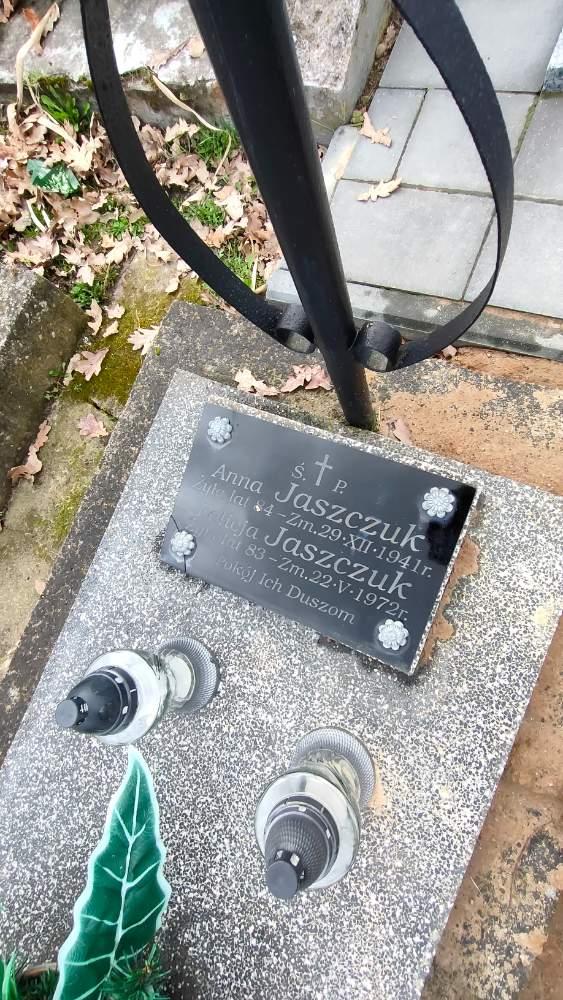 Ś. P.
Anna Jaszczuk
Żyła lat 84 – Zm. 29 · XII · 1941 r.
Jaszczuk
lat 83 – Zm. 22 · V · 1972 r.
Pokój Ich Duszom